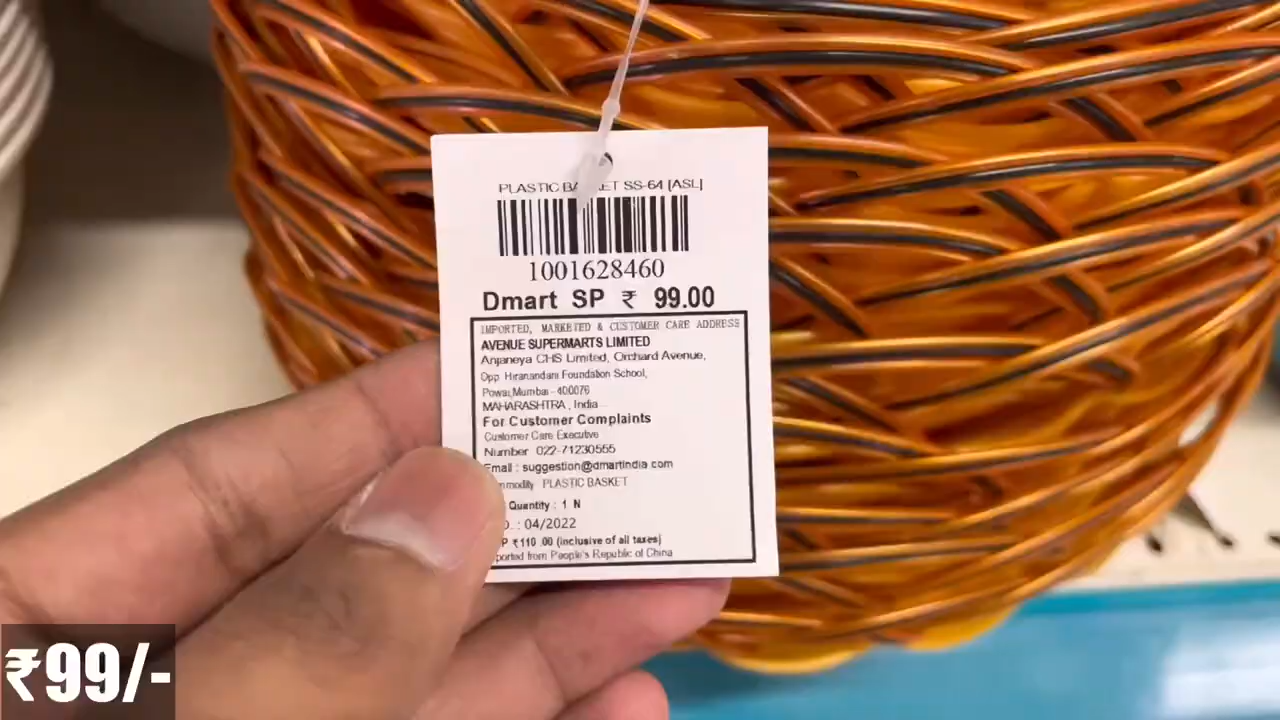 PLASTIC BASKET SS-64 [ASL]
1001628460
Dmart SP ₹ 99.00
IMPORTED, MARKETED & CUSTOMER CARE ADDRESS
AVENUE SUPERMARTS LIMITED
Anjaneya CHS Limited, Orchard Avenue,
Opp. Hiranandani Foundation School,
Powai,Mumbai - 400076
MAHARASHTRA, India
For Customer Complaints
Customer Care Executive
Number 022-71230555
Email : suggestion@dmartindia.com
mmodity PLASTIC BASKET
Quantity : 1 N
D. : 04/2022
P ₹110.00 (inclusive of all taxes)
ported from People's Republic of China
₹99/-